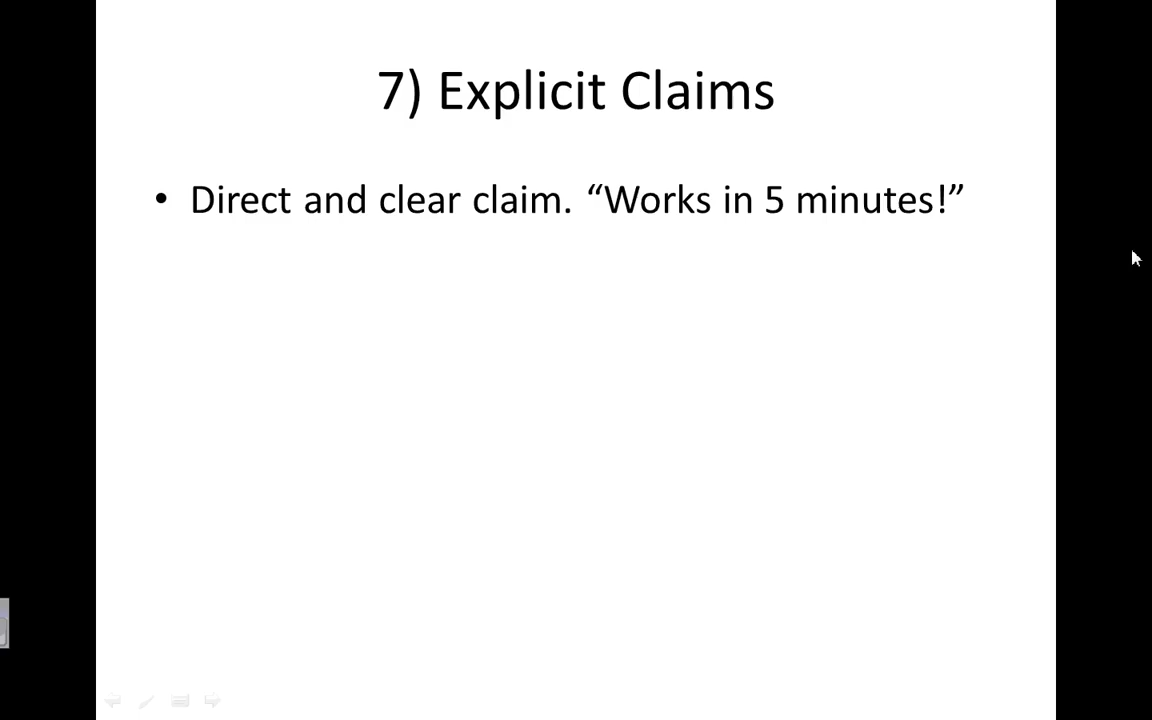 7) Explicit Claims
• Direct and clear claim. “Works in 5 minutes!”